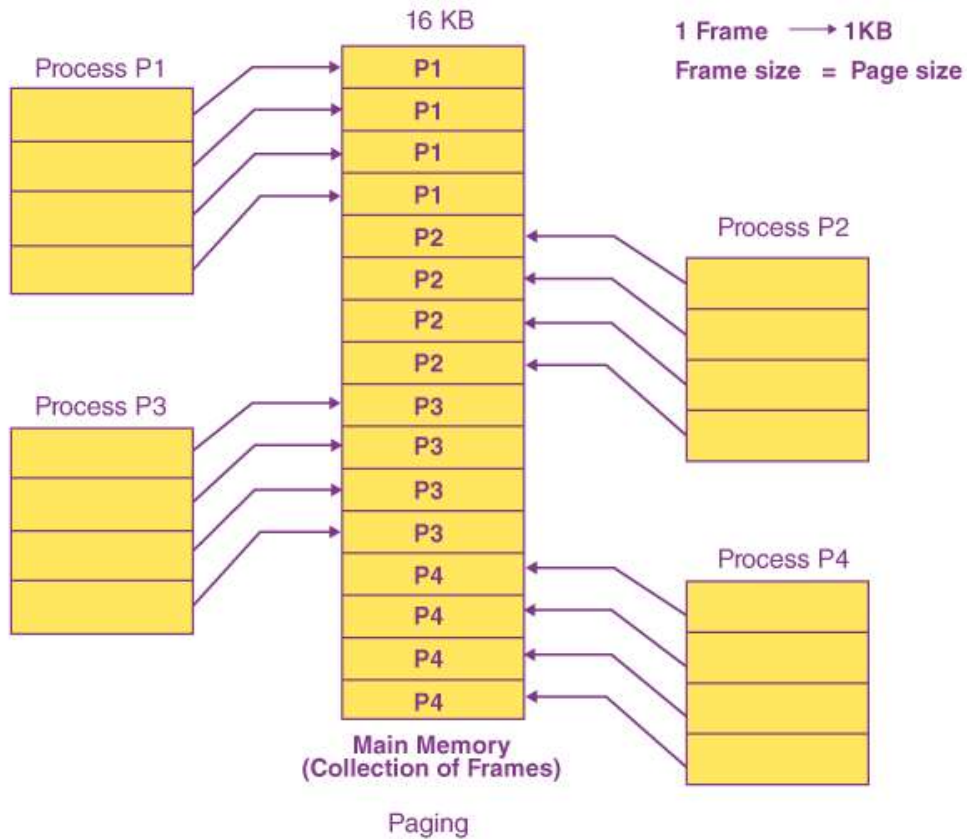 16 KB
1 Frame → 1KB
Frame size = Page size
Process P1
P1
P1
P1
P1
P2
P2
P2
P2
P3
P3
P3
P3
P4
P4
P4
P4
Process P2
Process P3
Process P4
Main Memory
(Collection of Frames)
Paging